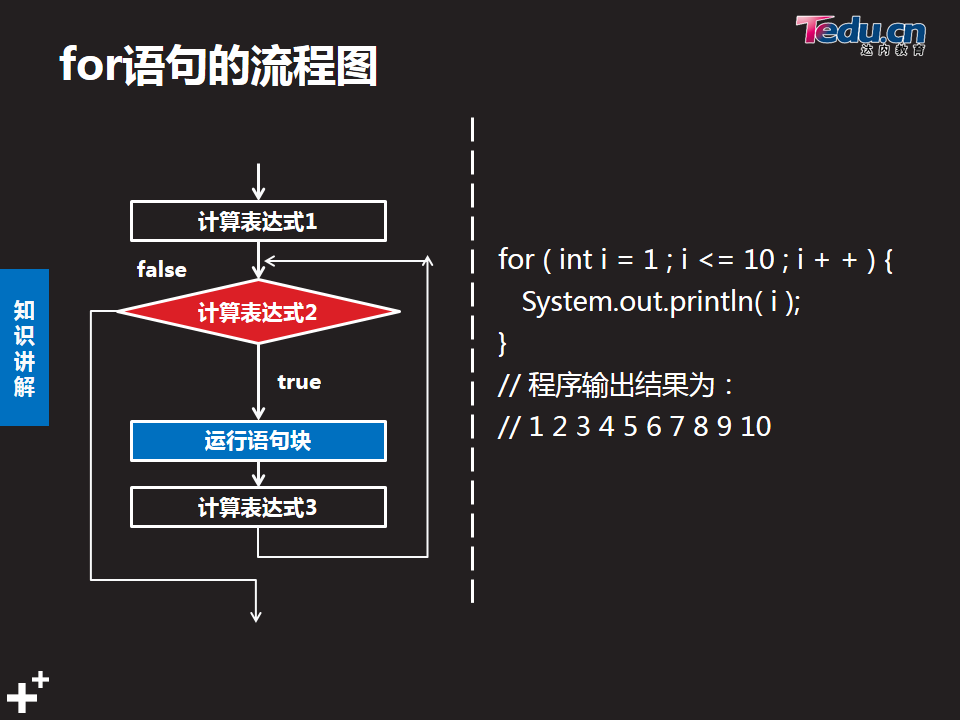 for语句的流程图
Tedu.cn
达内教育
知识讲解
计算表达式1
false
计算表达式2
true
运行语句块
计算表达式3
for ( int i = 1 ; i <= 10 ; i + + ) {
System.out.println( i );
}
// 程序输出结果为：
// 1 2 3 4 5 6 7 8 9 10